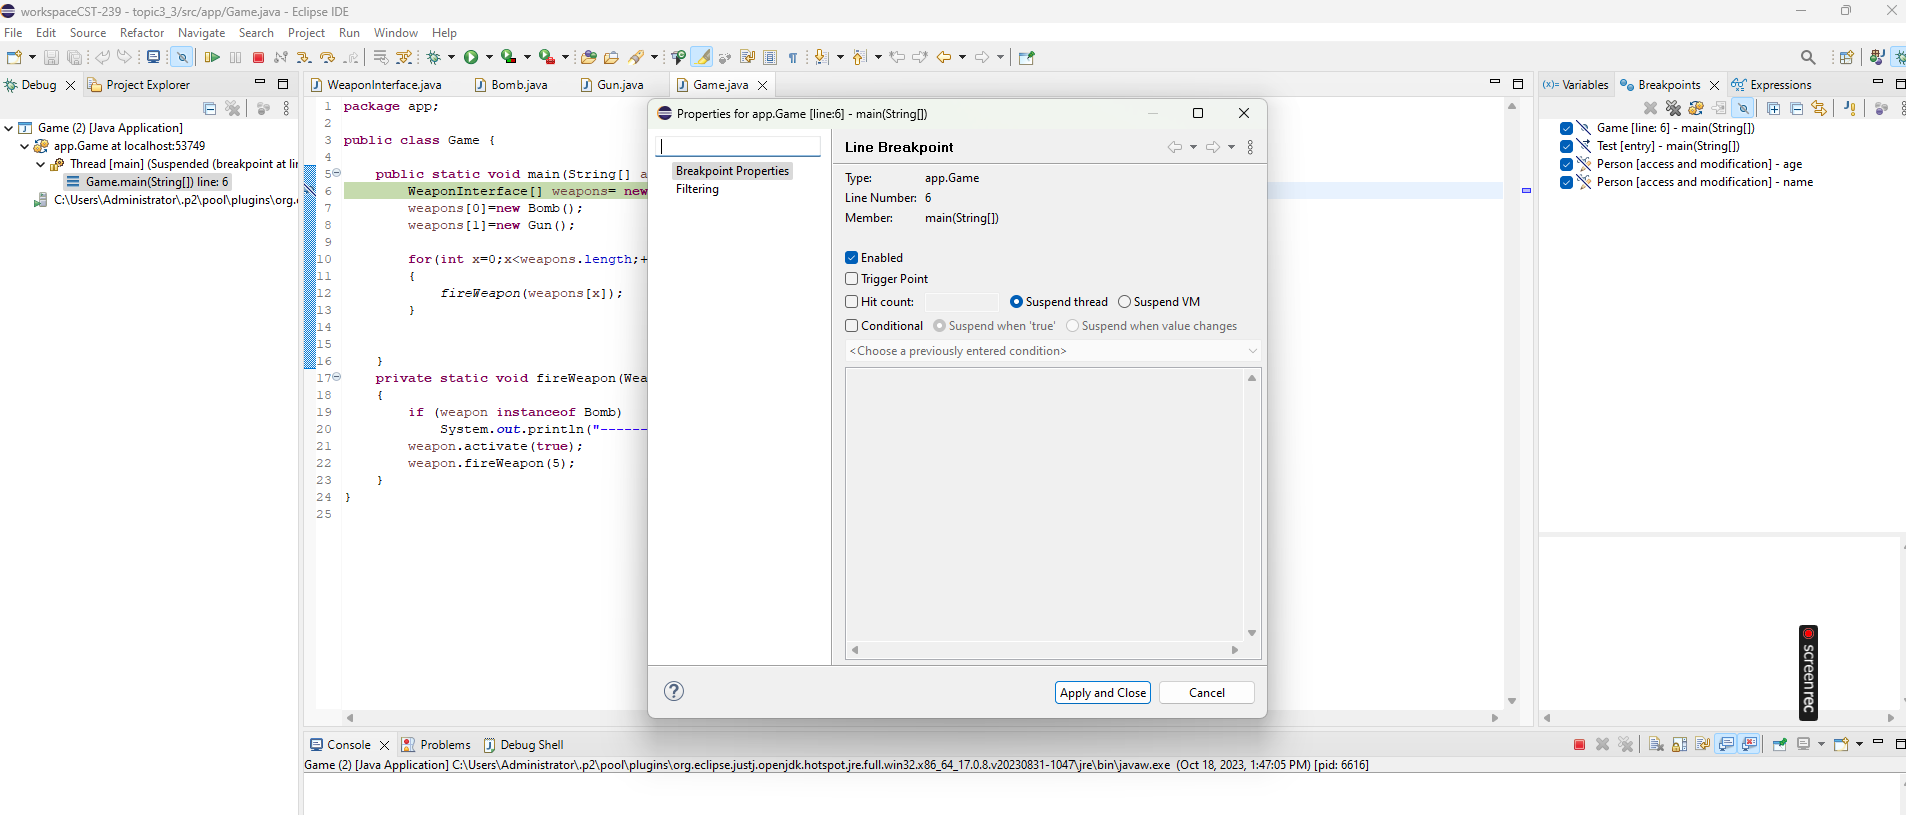 workspaceCST-239 - topic3_3/src/app/Game.java - Eclipse IDE
File Edit Source Refactor Navigate Search Project Run Window Help
Debug Project Explorer
Game (2) [Java Application]
app.Game at localhost:53749
Thread [main] (Suspended (breakpoint at lin
Game.main(String[]) line: 6
C:\Users\Administrator\.p2\pool\plugins\org.
WeaponInterface.java Bomb.java Gun.java Game.java
1 package app;
2
3 public class Game {
4
5 public static void main(String[] a
6 WeaponInterface[] weapons= new
7 weapons[0]=new Bomb();
8 weapons[1]=new Gun();
9
10 for(int x=0;x<weapons.length;+
11 {
12 fireWeapon(weapons[x]);
13 }
14
15
16 }
17 private static void fireWeapon(Wea
18 {
19 if (weapon instanceof Bomb)
20 System.out.println("------
21 weapon.activate(true);
22 weapon.fireWeapon(5);
23 }
24 }
25
Properties for app.Game [line:6] - main(String[])
Breakpoint Properties
Filtering
Line Breakpoint
Type: app.Game
Line Number: 6
Member: main(String[])
Enabled
Trigger Point
Hit count: Suspend thread Suspend VM
Conditional Suspend when 'true' Suspend when value changes
<Choose a previously entered condition>
Apply and Close Cancel
(x)= Variables Breakpoints Expressions
Game [line: 6] - main(String[])
Test [entry] - main(String[])
Person [access and modification] - age
Person [access and modification] - name
screenrec
Console Problems Debug Shell
Game (2) [Java Application] C:\Users\Administrator\.p2\pool\plugins\org.eclipse.justj.openjdk.hotspot.jre.full.win32.x86_64_17.0.8.v20230831-1047\jre\bin\javaw.exe (Oct 18, 2023, 1:47:05 PM) [pid: 6616]